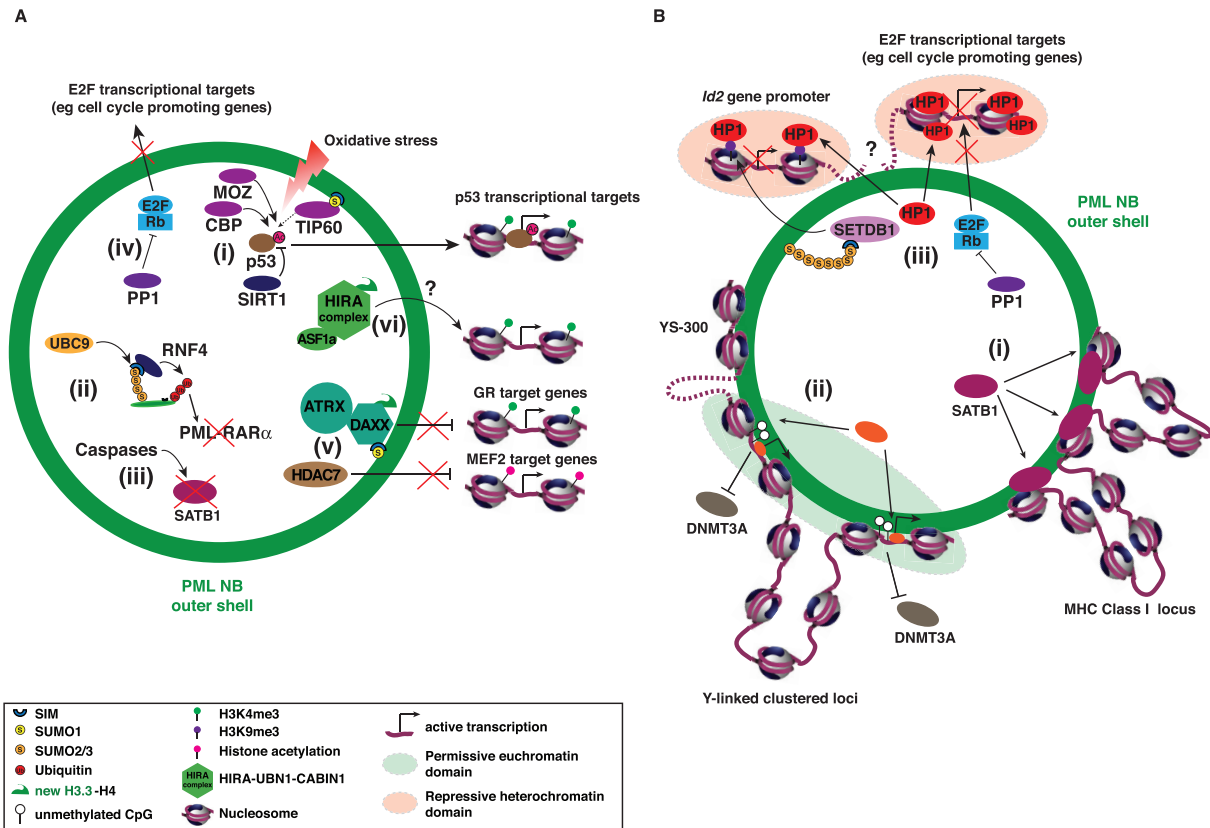 A
E2F transcriptional targets
(eg cell cycle promoting genes)
Oxidative stress
MOZ
CBP
(i)
Ac
p53
SIRT1
S
TIP60
E2F
Rb
(iv)
PP1
p53 transcriptional targets
Ac
HIRA
complex
ASF1a
(vi)
?
UBC9
(ii)
RNF4
S
S
S
S
Ub
Ub
Ub
PML-RARα
Caspases
(iii)
SATB1
ATRX
DAXX
(v)
S
HDAC7
GR target genes
MEF2 target genes
PML NB
outer shell
B
E2F transcriptional targets
(eg cell cycle promoting genes)
Id2 gene promoter
HP1
HP1
HP1
HP1
HP1
HP1
?
PML NB
outer shell
SETDB1
S S S S S S S S
HP1
(iii)
E2F
Rb
PP1
YS-300
(i)
SATB1
(ii)
DNMT3A
DNMT3A
MHC Class I locus
Y-linked clustered loci
SIM
S SUMO1
S SUMO2/3
Ub Ubiquitin
new H3.3-H4
unmethylated CpG
H3K4me3
H3K9me3
Histone acetylation
HIRA
complex
HIRA-UBN1-CABIN1
Nucleosome
active transcription
Permissive euchromatin
domain
Repressive heterochromatin
domain